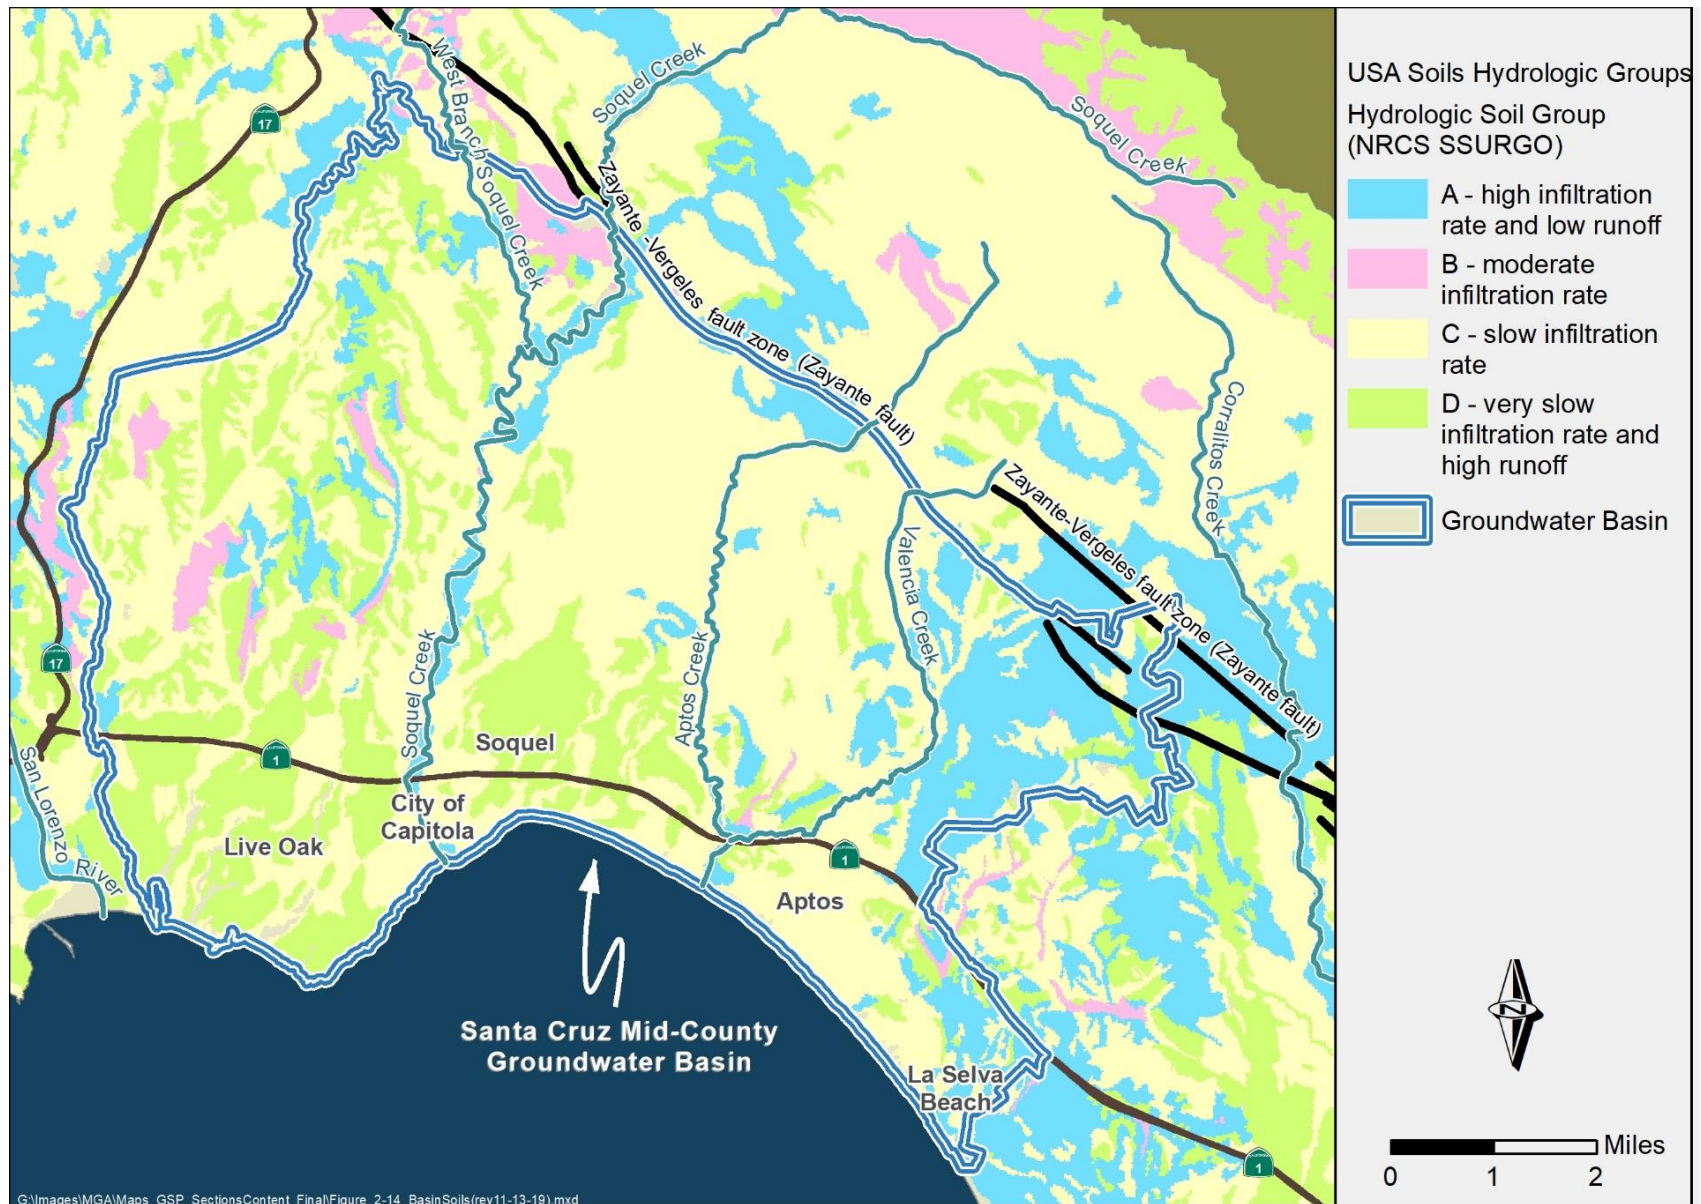 17
West Branch Soquel Creek
Soquel Creek
Soquel Creek
Zayante -Vergeles fault zone (Zayante fault)
Corralitos Creek
Zayante-Vergeles fault zone (Zayante fault)
Valencia Creek
Aptos Creek
Soquel Creek
17
San Lorenzo
River
1
Soquel
City of
Capitola
Live Oak
1
Aptos
Santa Cruz Mid-County
Groundwater Basin
La Selva
Beach
1
G:\Images\MGA\Maps_GSP_SectionsContent_Final\Figure_2-14_BasinSoils(rev11-13-19).mxd
USA Soils Hydrologic Groups
Hydrologic Soil Group
(NRCS SSURGO)
A - high infiltration
rate and low runoff
B - moderate
infiltration rate
C - slow infiltration
rate
D - very slow
infiltration rate and
high runoff
Groundwater Basin
N
Miles
0 1 2